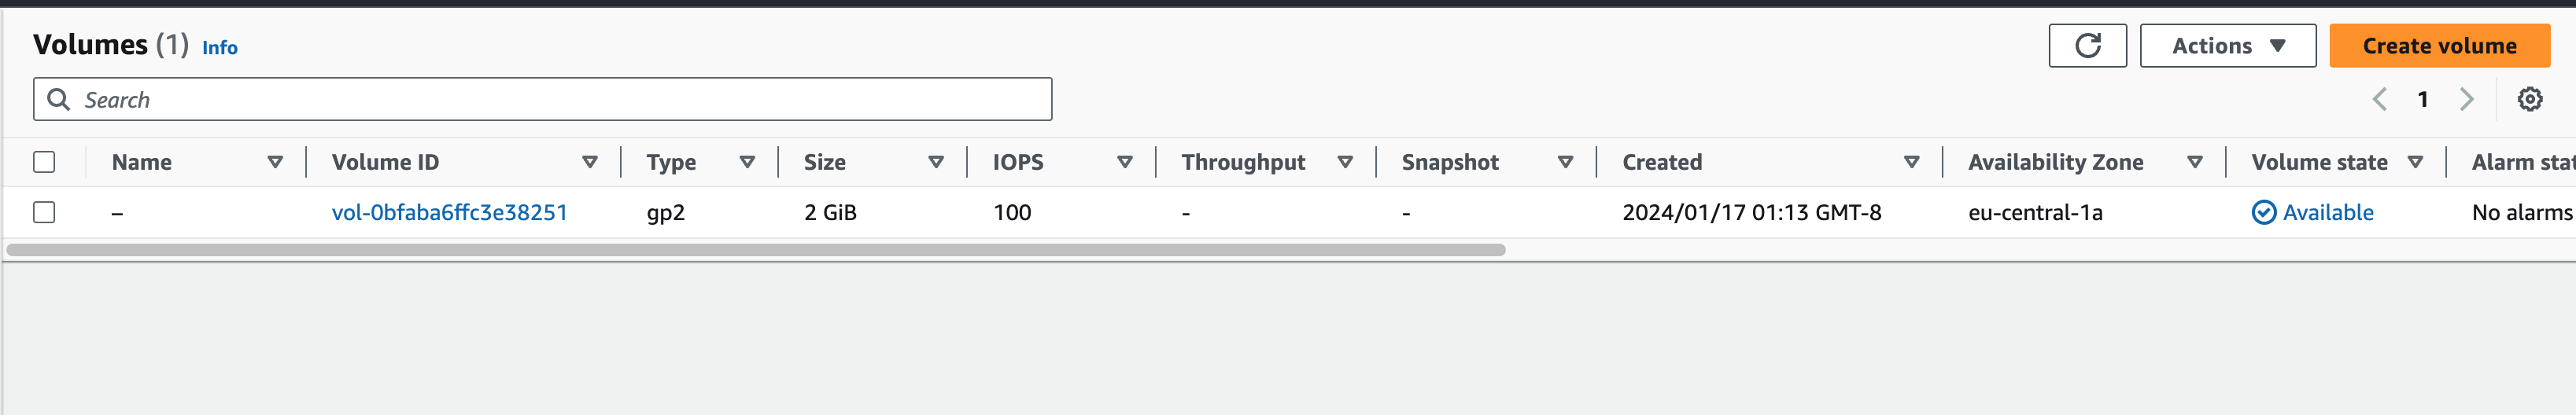 Volumes (1) Info
Actions
Create volume
Search
1
Name Volume ID Type Size IOPS Throughput Snapshot Created Availability Zone Volume state Alarm stat
– vol-0bfaba6ffc3e38251 gp2 2 GiB 100 - - 2024/01/17 01:13 GMT-8 eu-central-1a Available No alarms